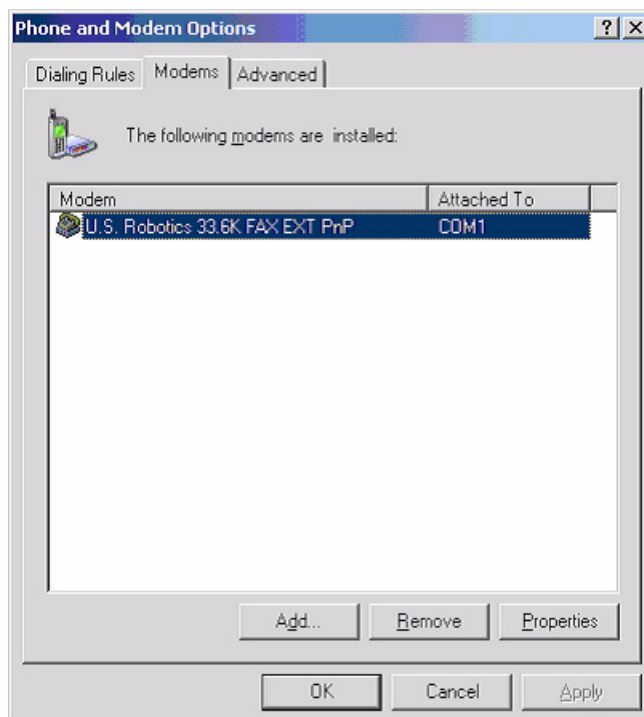 Phone and Modem Options
Dialing Rules Modems Advanced
The following modems are installed:
Modem Attached To
U.S. Robotics 33.6K FAX EXT PnP COM1
Add... Remove Properties
OK Cancel Apply